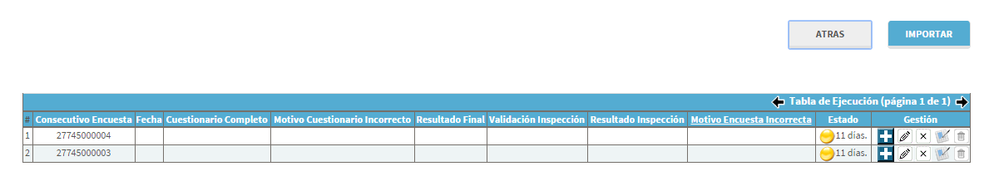 ATRAS IMPORTAR
Tabla de Ejecución (página 1 de 1)
# Consecutivo Encuesta Fecha Cuestionario Completo Motivo Cuestionario Incorrecto Resultado Final Validación Inspección Resultado Inspección Motivo Encuesta Incorrecta Estado Gestión
1 27745000004 11 días.
2 27745000003 11 días.